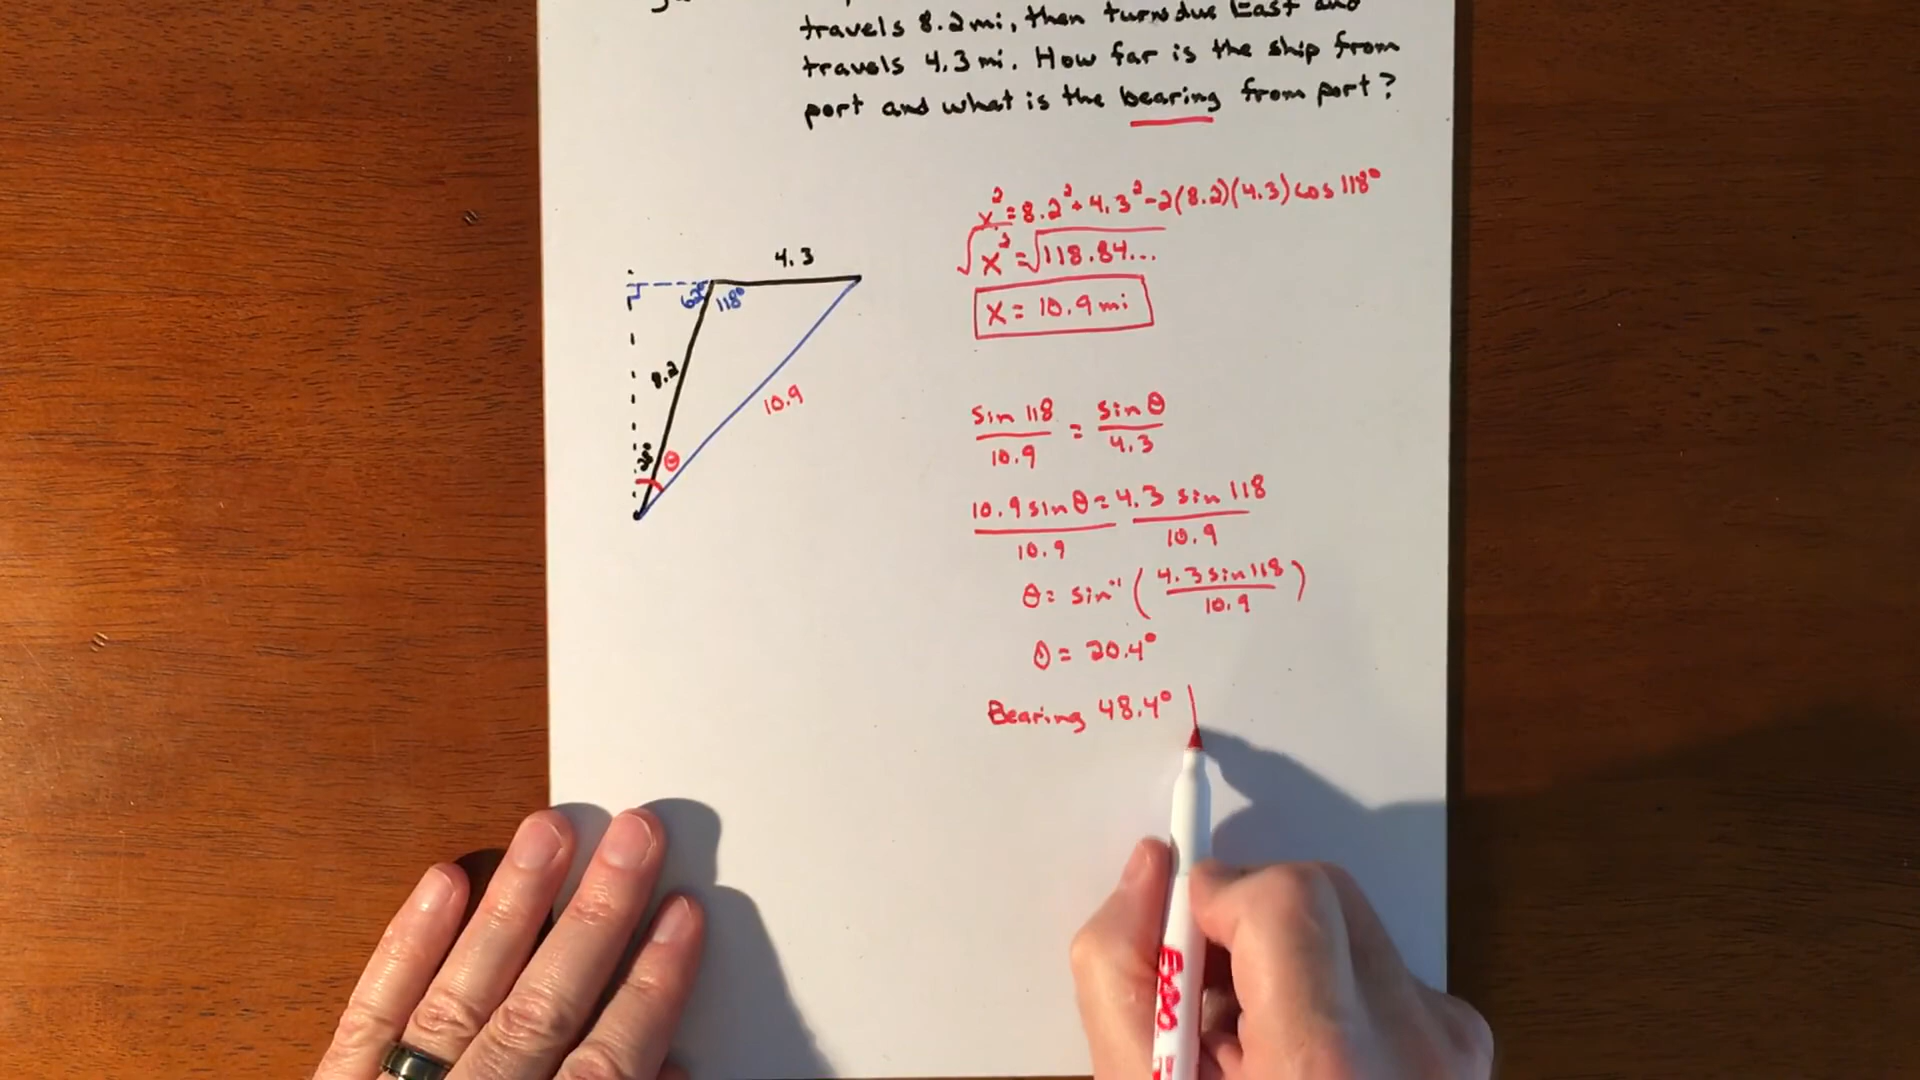 travels 8.2mi, then turns due East and
travels 4.3 mi. How far is the ship from
port and what is the bearing from port?
x²=8.2²+4.3²-2(8.2)(4.3)cos 118°
√x² = √118.84...
x = 10.9 mi
4.3
62°
118°
8.2
10.9
28°
θ
sin 118/10.9 = sin θ/4.3
10.9 sin θ/10.9 = 4.3 sin 118/10.9
θ = sin⁻¹(4.3 sin 118/10.9)
θ = 20.4°
Bearing 48.4°
EXPO